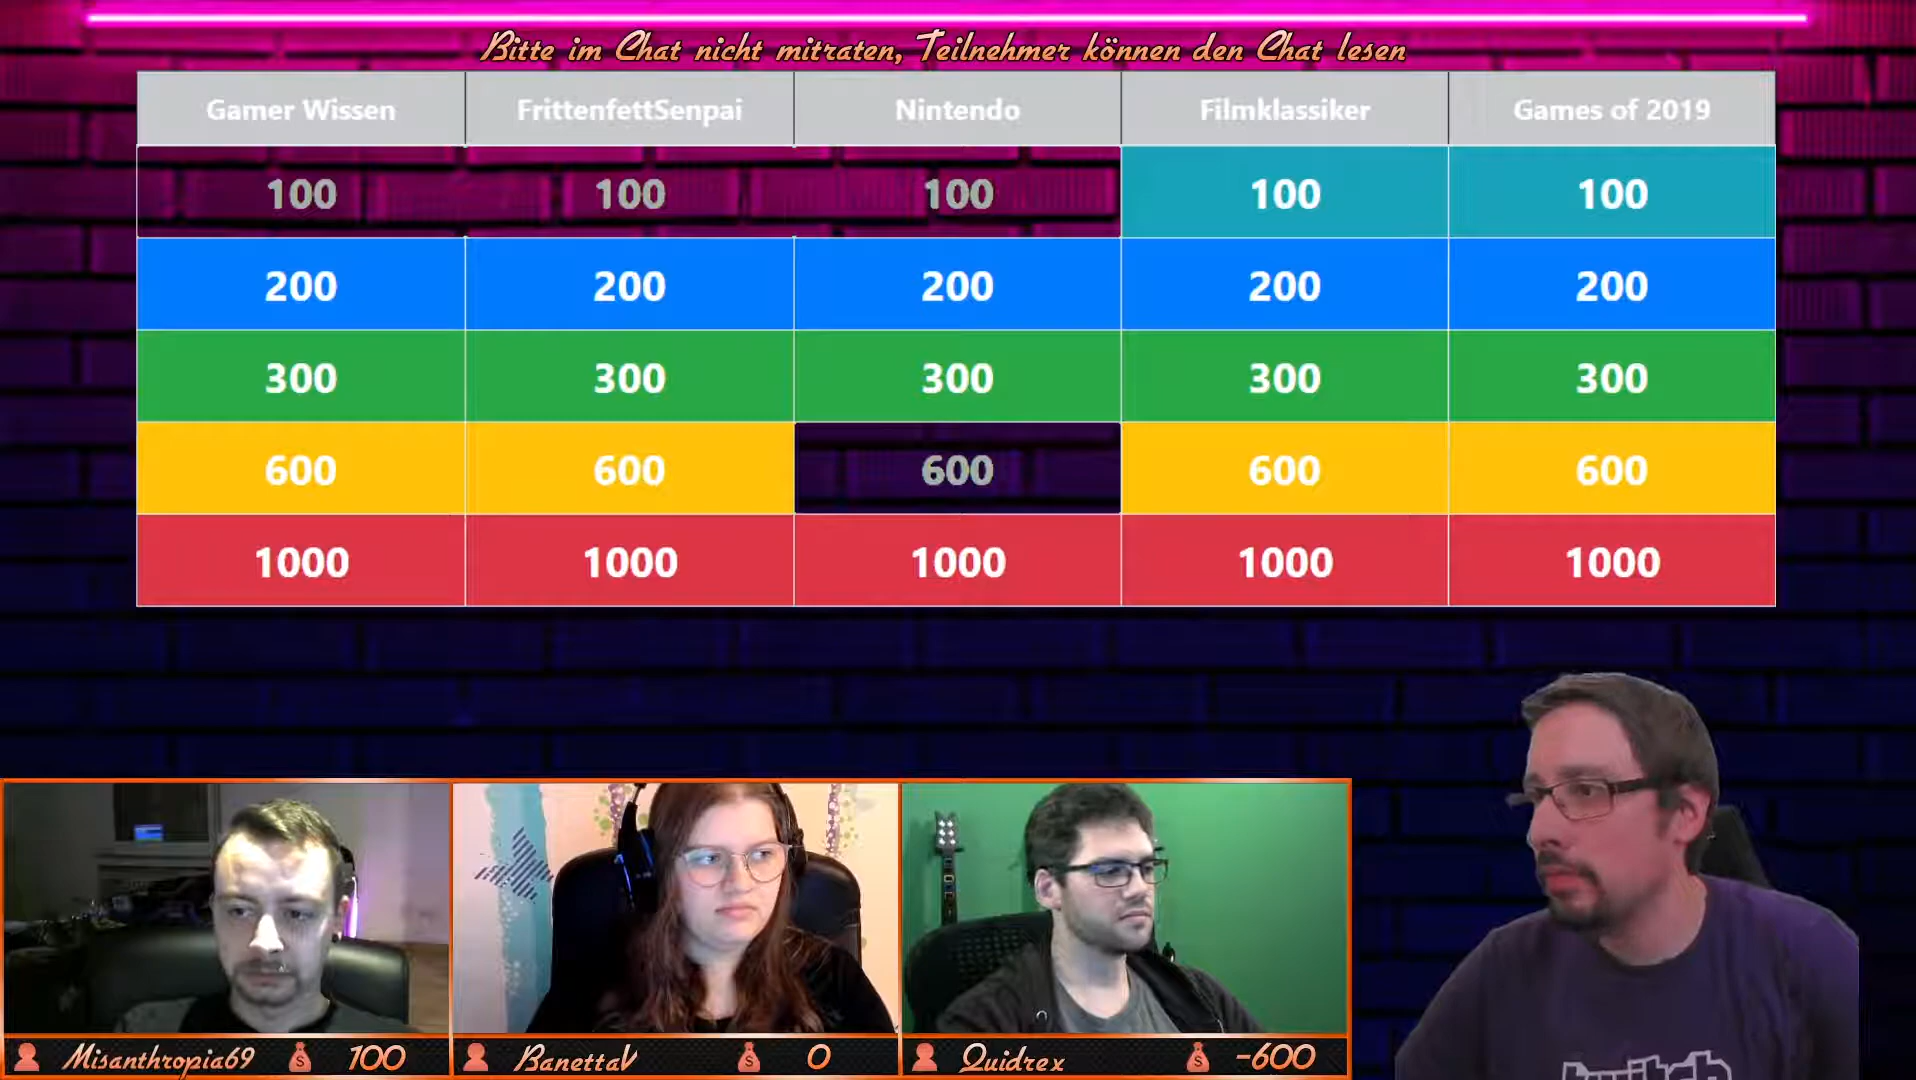 Bitte im Chat nicht mitraten, Teilnehmer können den Chat lesen
Gamer Wissen FrittenfettSenpai Nintendo Filmklassiker Games of 2019
100 100 100 100 100
200 200 200 200 200
300 300 300 300 300
600 600 600 600 600
1000 1000 1000 1000 1000
twitch
Misanthropia69 $ 100 BanettaV $ 0 Quidrex $ -600